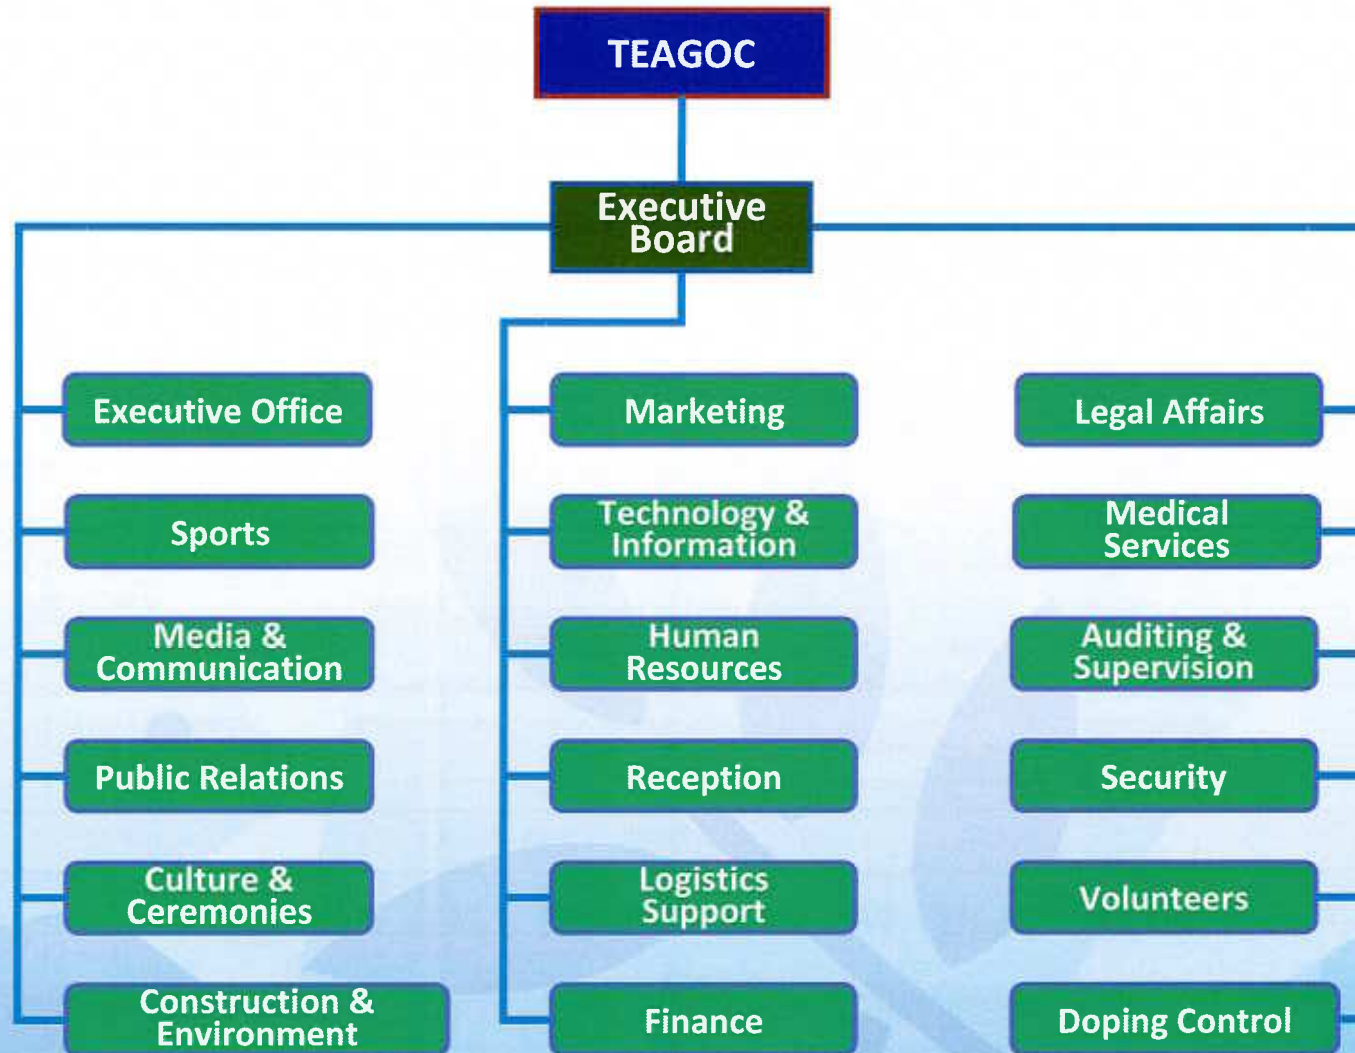 TEAGOC
Executive
Board
Executive Office
Sports
Media &
Communication
Public Relations
Culture &
Ceremonies
Construction &
Environment
Marketing
Technology &
Information
Human
Resources
Reception
Logistics
Support
Finance
Legal Affairs
Medical
Services
Auditing &
Supervision
Security
Volunteers
Doping Control